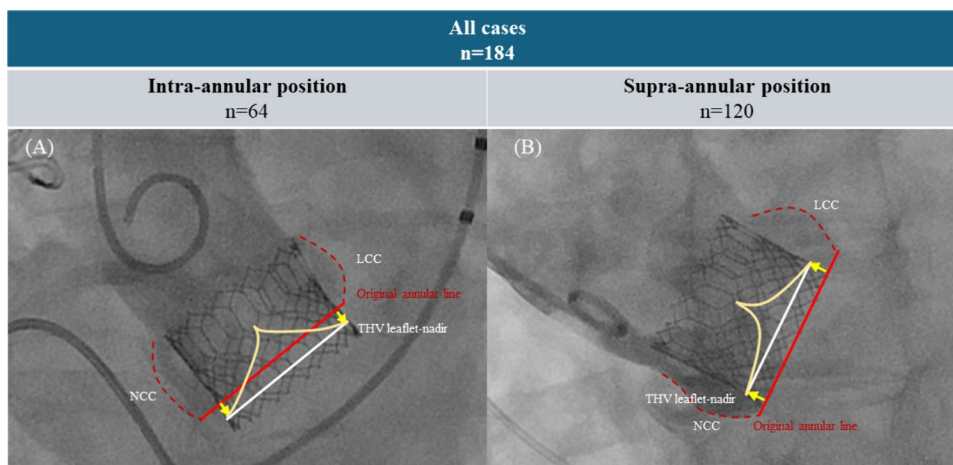 All cases
n=184
Intra-annular position
n=64
Supra-annular position
n=120
(A)
LCC
Original annular line
THV leaflet-nadir
NCC
(B)
LCC
THV leaflet-nadir
NCC
Original annular line